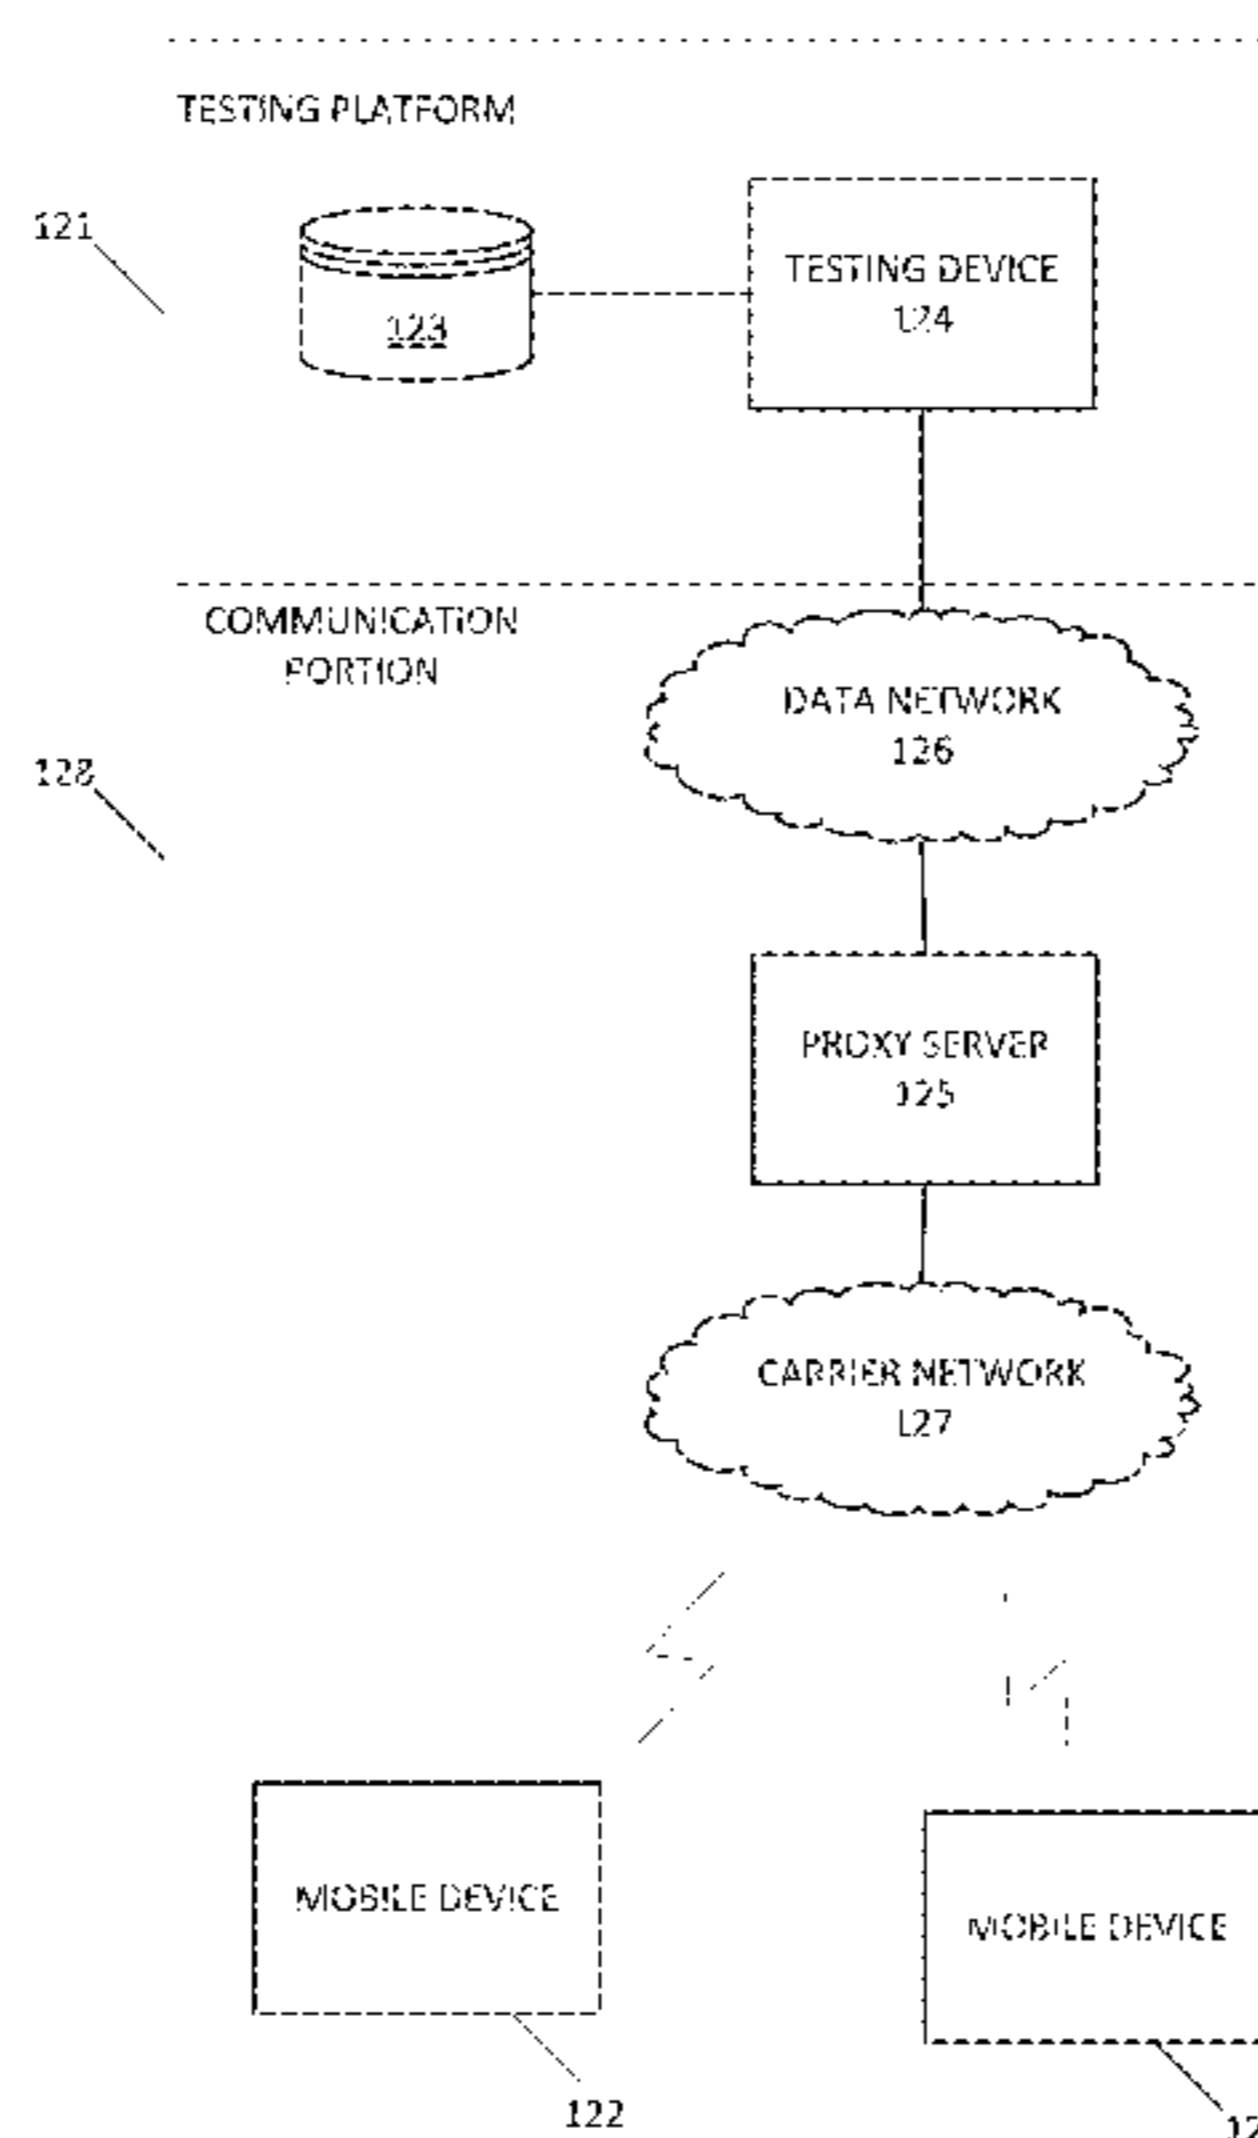 TESTING PLATFORM
121
123
TESTING DEVICE
124
COMMUNICATION
PORTION
128
DATA NETWORK
126
PROXY SERVER
125
CARRIER NETWORK
127
MOBILE DEVICE
MOBILE DEVICE
122